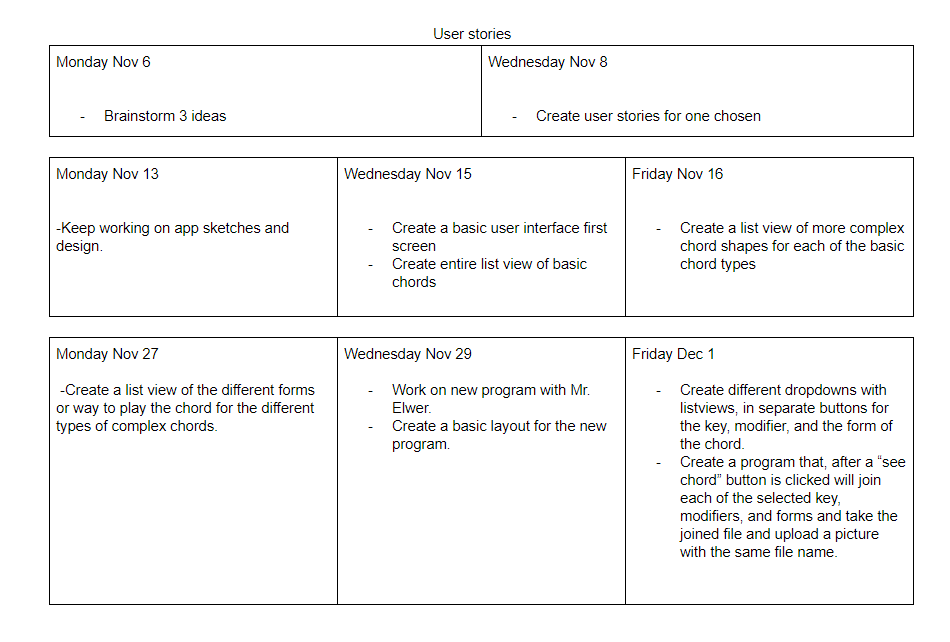 User stories
Monday Nov 6
- Brainstorm 3 ideas
Wednesday Nov 8
- Create user stories for one chosen
Monday Nov 13
-Keep working on app sketches and
design.
Wednesday Nov 15
- Create a basic user interface first
screen
- Create entire list view of basic
chords
Friday Nov 16
- Create a list view of more complex
chord shapes for each of the basic
chord types
Monday Nov 27
-Create a list view of the different forms
or way to play the chord for the different
types of complex chords.
Wednesday Nov 29
- Work on new program with Mr.
Elwer.
- Create a basic layout for the new
program.
Friday Dec 1
- Create different dropdowns with
listviews, in separate buttons for
the key, modifier, and the form of
the chord.
- Create a program that, after a “see
chord” button is clicked will join
each of the selected key,
modifiers, and forms and take the
joined file and upload a picture
with the same file name.